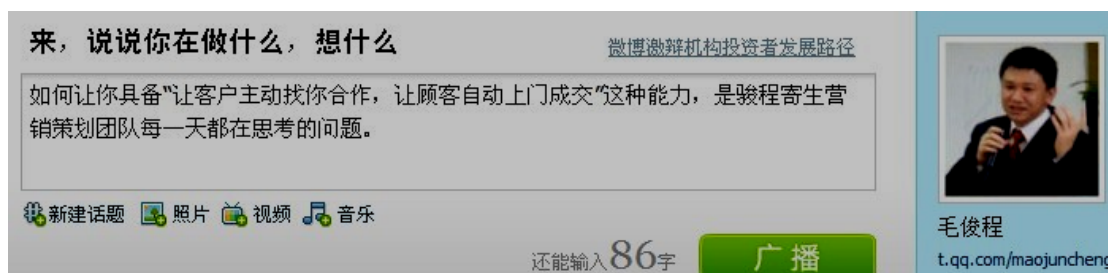 来，说说你在做什么，想什么
微博激辩机构投资者发展路径
如何让你具备“让客户主动找你合作，让顾客自动上门成交”这种能力，是骏程寄生营
销策划团队每一天都在思考的问题。
新建话题 照片 视频 音乐
还能输入86字 广播
毛俊程
t.qq.com/maojuncheng